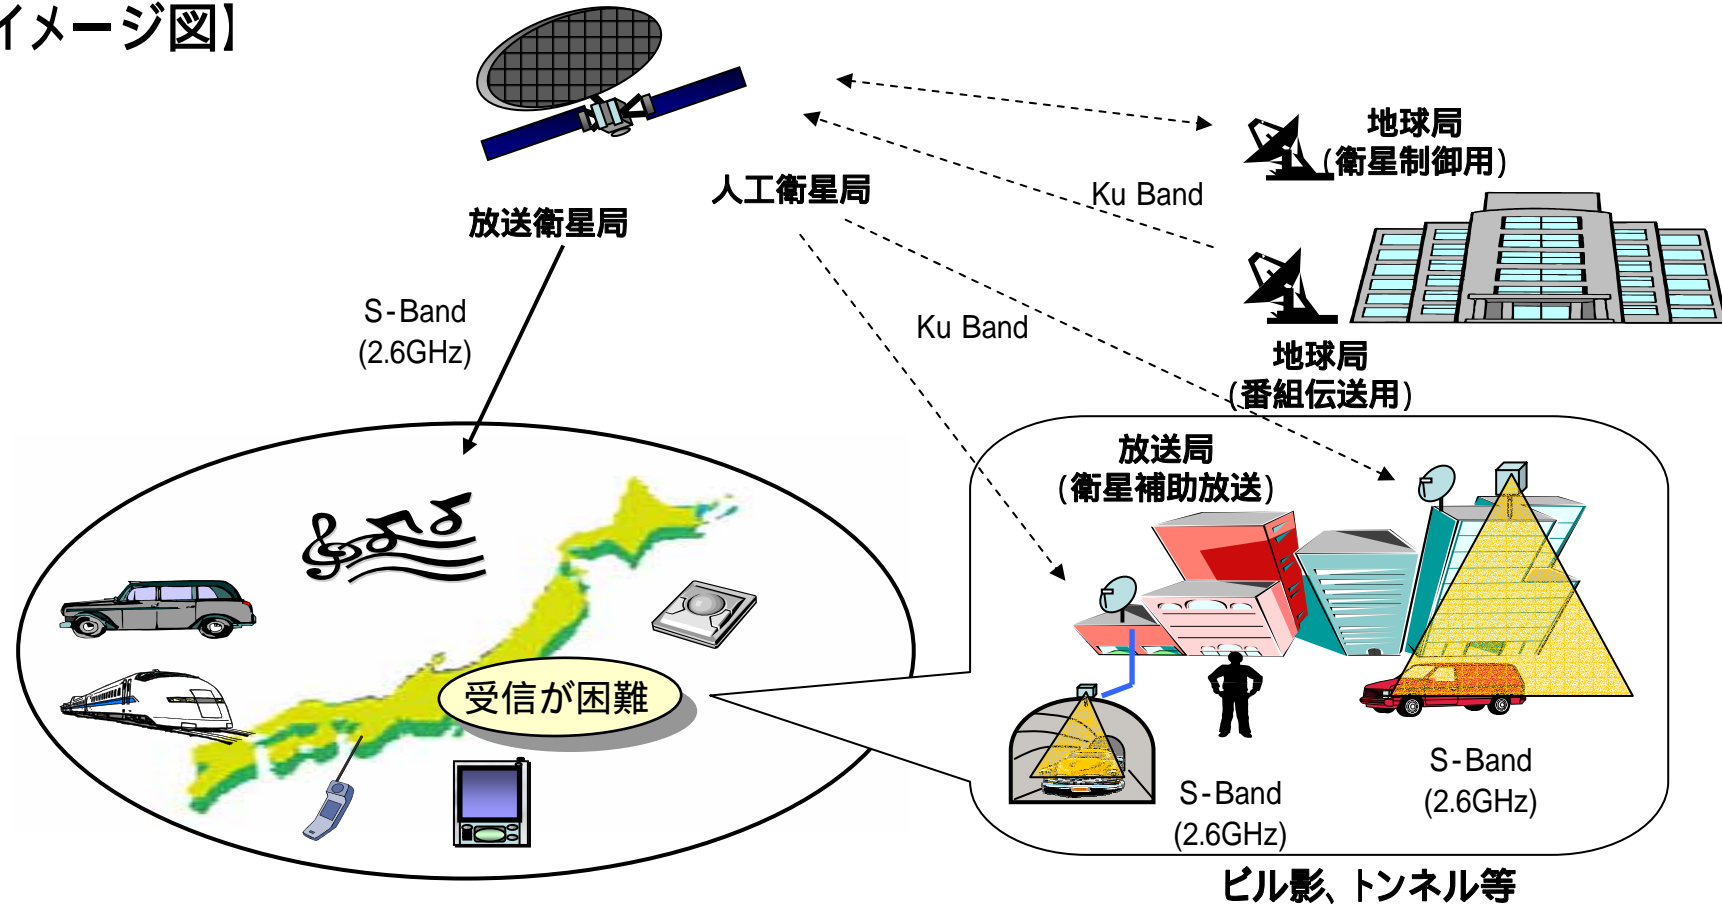 イメージ図】
地球局
(衛星制御用)
人工衛星局
Ku Band
放送衛星局
S-Band
(2.6GHz)
Ku Band
地球局
(番組伝送用)
放送局
(衛星補助放送)
受信が困難
S-Band
(2.6GHz)
S-Band
(2.6GHz)
ビル影、トンネル等